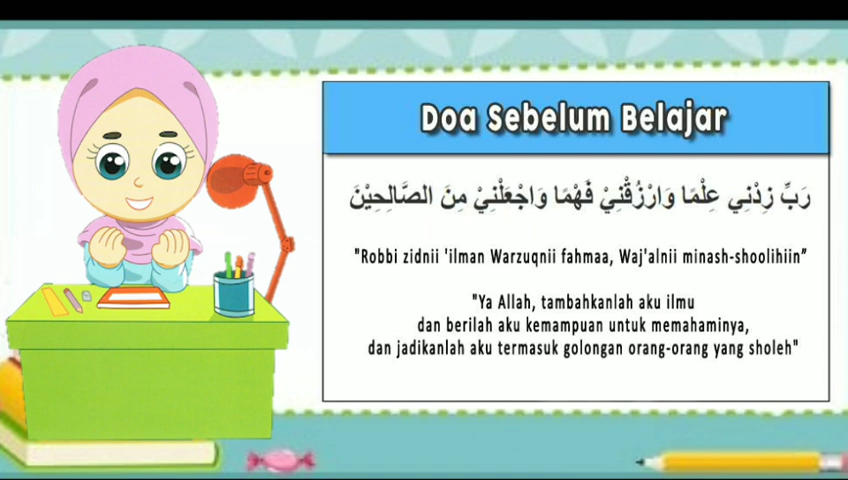 Doa Sebelum Belajar
رَبِّ زِدْنِي عِلْمًا وَارْزُقْنِيْ فَهْمًا وَاجْعَلْنِيْ مِنَ الصَّالِحِيْنَ
"Robbi zidnii 'ilman Warzuqnii fahmaa, Waj'alnii minash-shoolihiin”
"Ya Allah, tambahkanlah aku ilmu
dan berilah aku kemampuan untuk memahaminya,
dan jadikanlah aku termasuk golongan orang-orang yang sholeh"